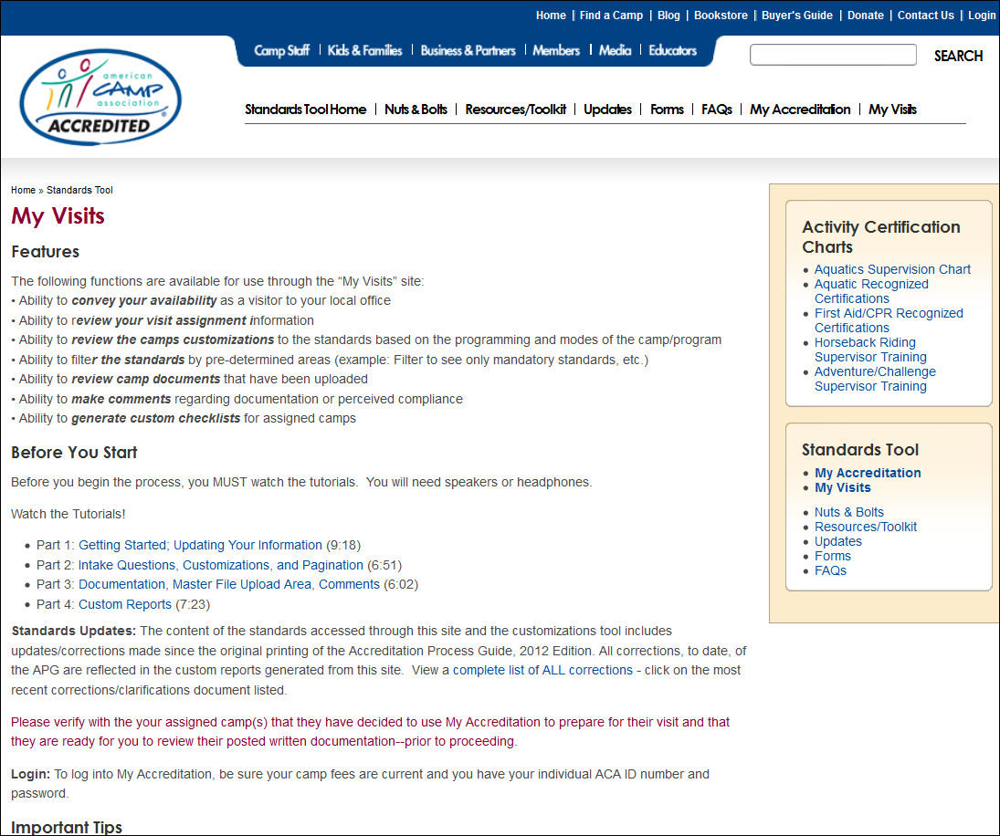 Home | Find a Camp | Blog | Bookstore | Buyer's Guide | Donate | Contact Us | Login
Camp Staff | Kids & Families | Business & Partners | Members | Media | Educators
SEARCH
american
CAMP
association
ACCREDITED
®
Standards Tool Home | Nuts & Bolts | Resources/Toolkit | Updates | Forms | FAQs | My Accreditation | My Visits
Home » Standards Tool
My Visits
Features
The following functions are available for use through the “My Visits” site:
• Ability to convey your availability as a visitor to your local office
• Ability to review your visit assignment information
• Ability to review the camps customizations to the standards based on the programming and modes of the camp/program
• Ability to filter the standards by pre-determined areas (example: Filter to see only mandatory standards, etc.)
• Ability to review camp documents that have been uploaded
• Ability to make comments regarding documentation or perceived compliance
• Ability to generate custom checklists for assigned camps
Before You Start
Before you begin the process, you MUST watch the tutorials.  You will need speakers or headphones.
Watch the Tutorials!
• Part 1: Getting Started; Updating Your Information (9:18)
• Part 2: Intake Questions, Customizations, and Pagination (6:51)
• Part 3: Documentation, Master File Upload Area, Comments (6:02)
• Part 4: Custom Reports (7:23)
Standards Updates: The content of the standards accessed through this site and the customizations tool includes
updates/corrections made since the original printing of the Accreditation Process Guide, 2012 Edition. All corrections, to date, of
the APG are reflected in the custom reports generated from this site.  View a complete list of ALL corrections - click on the most
recent corrections/clarifications document listed.
Please verify with the your assigned camp(s) that they have decided to use My Accreditation to prepare for their visit and that
they are ready for you to review their posted written documentation--prior to proceeding.
Login: To log into My Accreditation, be sure your camp fees are current and you have your individual ACA ID number and
password.
Important Tips
Activity Certification
Charts
• Aquatics Supervision Chart
• Aquatic Recognized
Certifications
• First Aid/CPR Recognized
Certifications
• Horseback Riding
Supervisor Training
• Adventure/Challenge
Supervisor Training
Standards Tool
• My Accreditation
• My Visits
• Nuts & Bolts
• Resources/Toolkit
• Updates
• Forms
• FAQs